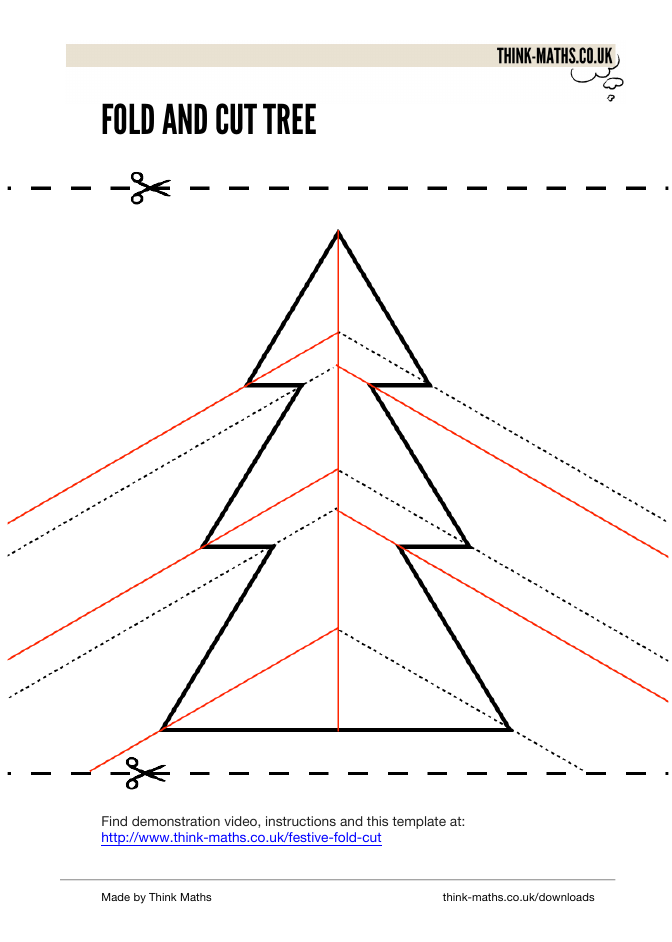 THINK-MATHS.CO.UK
FOLD AND CUT TREE
Find demonstration video, instructions and this template at:
http://www.think-maths.co.uk/festive-fold-cut
Made by Think Maths
think-maths.co.uk/downloads